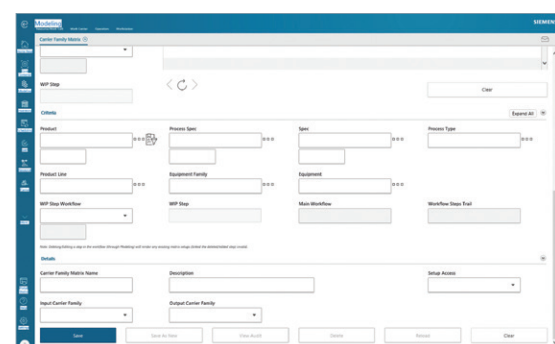 Modeling
SIEMENS
Carrier Family Matrix
WIP Step
Clear
Criteria
Expand All
Product
Process Spec
Spec
Process Type
Product Line
Equipment Family
Equipment
WIP Step Workflow
WIP Step
Main Workflow
Workflow Steps Trail
Details
Carrier Family Matrix Name
Description
Setup Access
Input Carrier Family
Output Carrier Family
Save
Save As New
View Audit
Delete
Reload
Clear